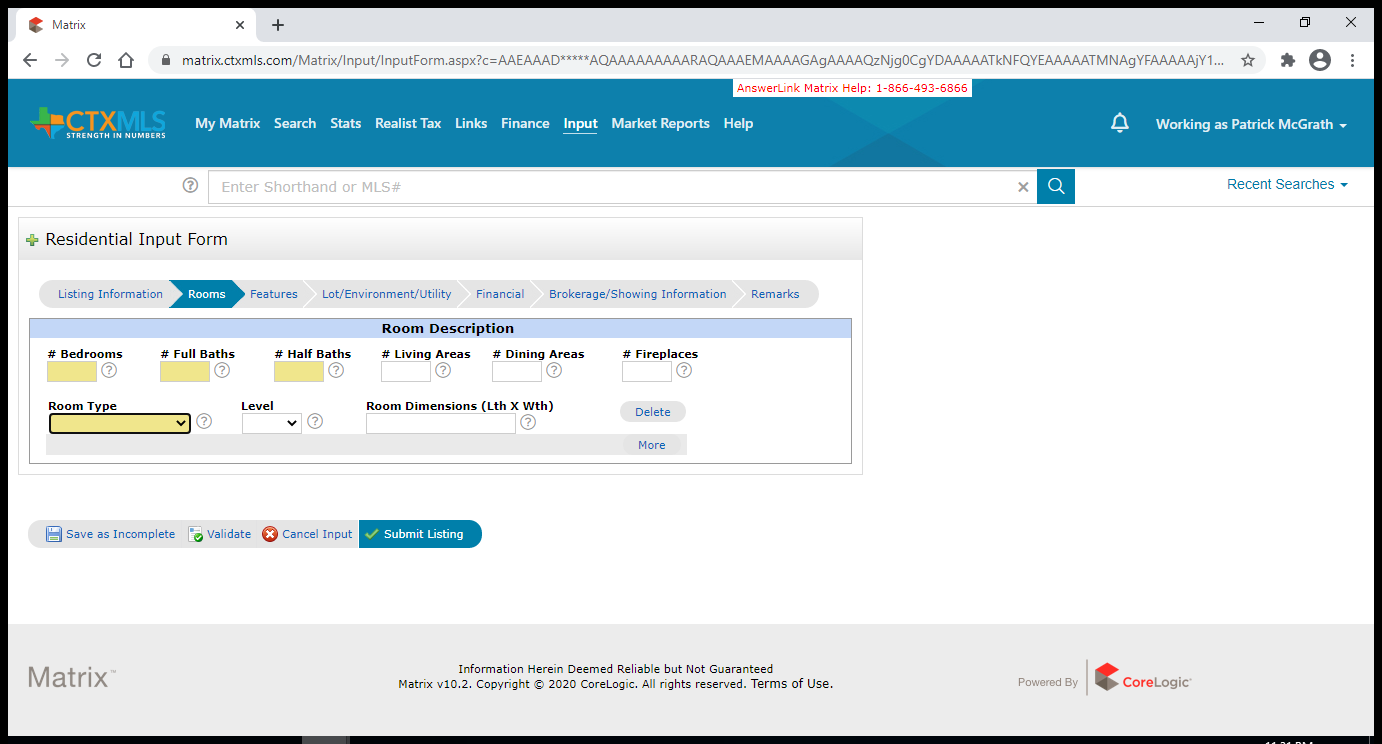 Matrix
matrix.ctxmls.com/Matrix/Input/InputForm.aspx?c=AAEAAAD*****AQAAAAAAAAARAQAAAEMAAAAGAgAAAAQzNjg0CgYDAAAAATkNFQYEAAAAATMNAgYFAAAAAjY1...
AnswerLink Matrix Help: 1-866-493-6866
CTXMLS
STRENGTH IN NUMBERS
My Matrix Search Stats Realist Tax Links Finance Input Market Reports Help
Working as Patrick McGrath
Enter Shorthand or MLS#
Recent Searches
Residential Input Form
Listing Information Rooms Features Lot/Environment/Utility Financial Brokerage/Showing Information Remarks
Room Description
# Bedrooms # Full Baths # Half Baths # Living Areas # Dining Areas # Fireplaces
Room Type Level Room Dimensions (Lth X Wth)
Delete
More
Save as Incomplete Validate Cancel Input Submit Listing
Matrix™
Information Herein Deemed Reliable but Not Guaranteed
Matrix v10.2. Copyright © 2020 CoreLogic. All rights reserved. Terms of Use.
Powered By CoreLogic